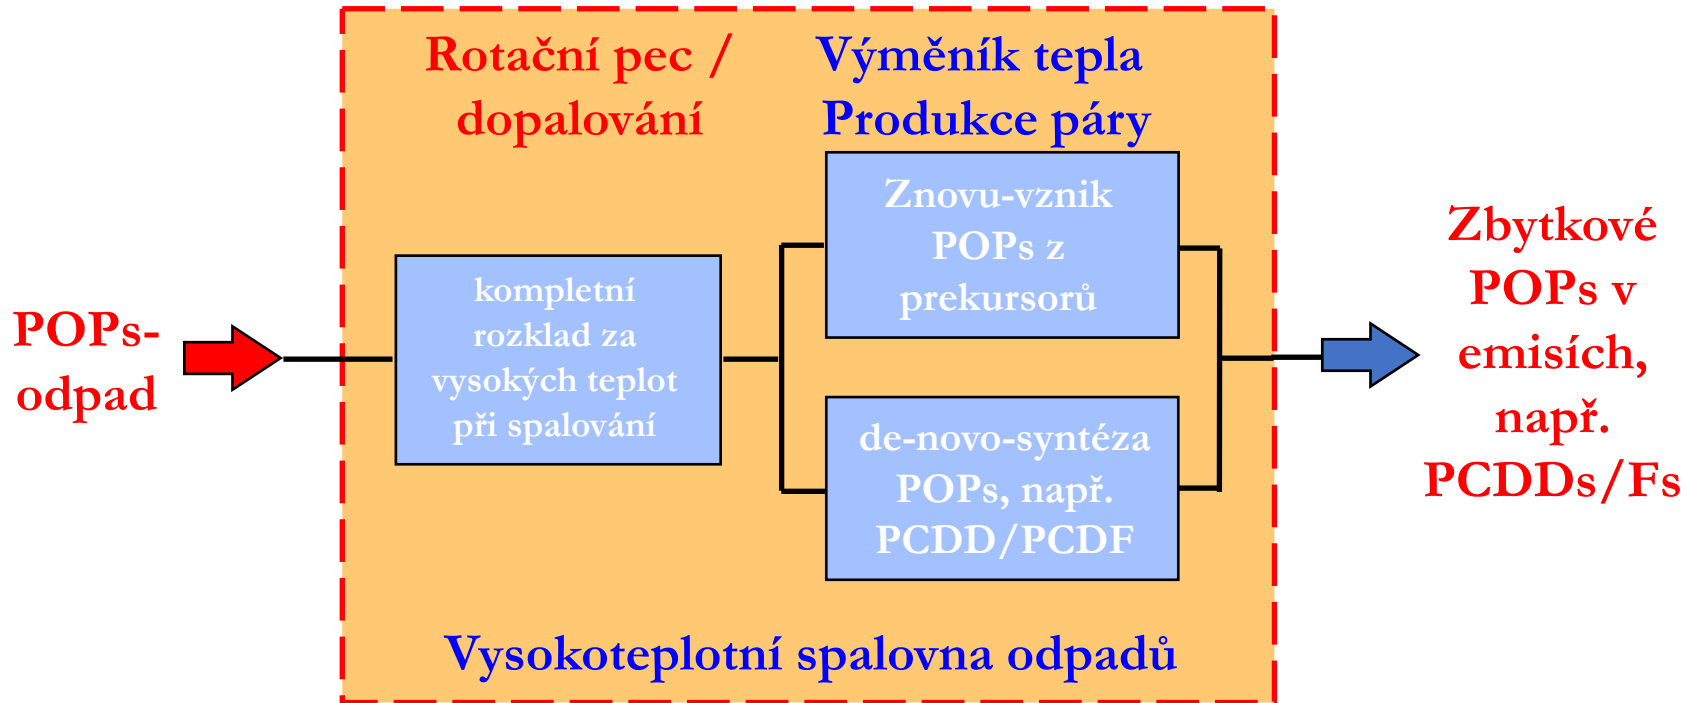 Rotační pec /
dopalování
Výměník tepla
Produkce páry
POPs-
odpad
kompletní
rozklad za
vysokých teplot
při spalování
Znovu-vznik
POPs z
prekursorů
de-novo-syntéza
POPs, např.
PCDD/PCDF
Zbytkové
POPs v
emisích,
např.
PCDDs/Fs
Vysokoteplotní spalovna odpadů